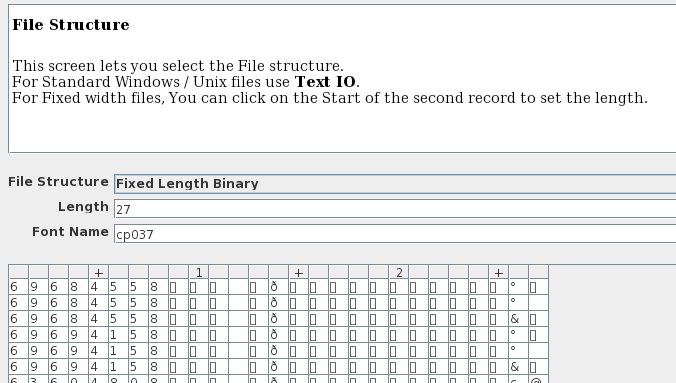 File Structure
This screen lets you select the File structure.
For Standard Windows / Unix files use Text IO.
For Fixed width files, You can click on the Start of the second record to set the length.
File Structure Fixed Length Binary
Length 27
Font Name cp037
+ 1 + 2 +
6 9 6 8 4 5 5 8 ▯ ▯ ▯ ▯ ð ▯ ▯ ▯ ▯ ▯ ▯ ▯ ▯ ▯ ▯ ▯ ° ▯
6 9 6 8 4 5 5 8 ▯ ▯ ▯ ▯ ð ▯ ▯ ▯ ▯ ▯ ▯ ▯ ▯ ▯ ▯ ▯ °
6 9 6 8 4 5 5 8 ▯ ▯ ▯ ▯ ð ▯ ▯ ▯ ▯ ▯ ▯ ▯ ▯ ▯ ▯ ▯ & ▯
6 9 6 9 4 1 5 8 ▯ ▯ ▯ ▯ ð ▯ ▯ ▯ ▯ ▯ ▯ ▯ ▯ ▯ ▯ ▯ ° ▯
6 9 6 9 4 1 5 8 ▯ ▯ ▯ ▯ ð ▯ ▯ ▯ ▯ ▯ ▯ ▯ ▯ ▯ ▯ ▯ °
6 9 6 9 4 1 5 8 ▯ ▯ ▯ ▯ ð ▯ ▯ ▯ ▯ ▯ ▯ ▯ ▯ ▯ ▯ ▯ & ▯